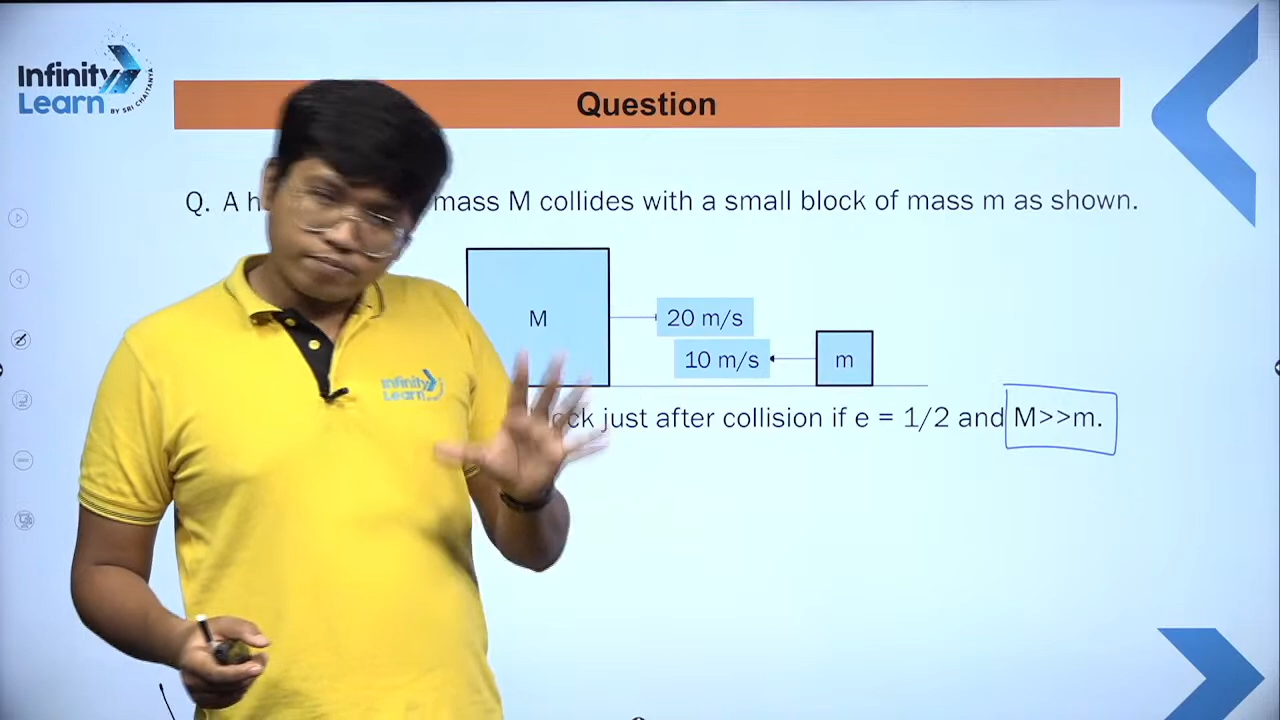 Infinity
Learn
BY SRI CHAITANYA
Question
Q. A mass M collides with a small block of mass m as shown.
M
20 m/s
10 m/s
m
just after collision if e = 1/2 and M>>m.
Infinity
Learn